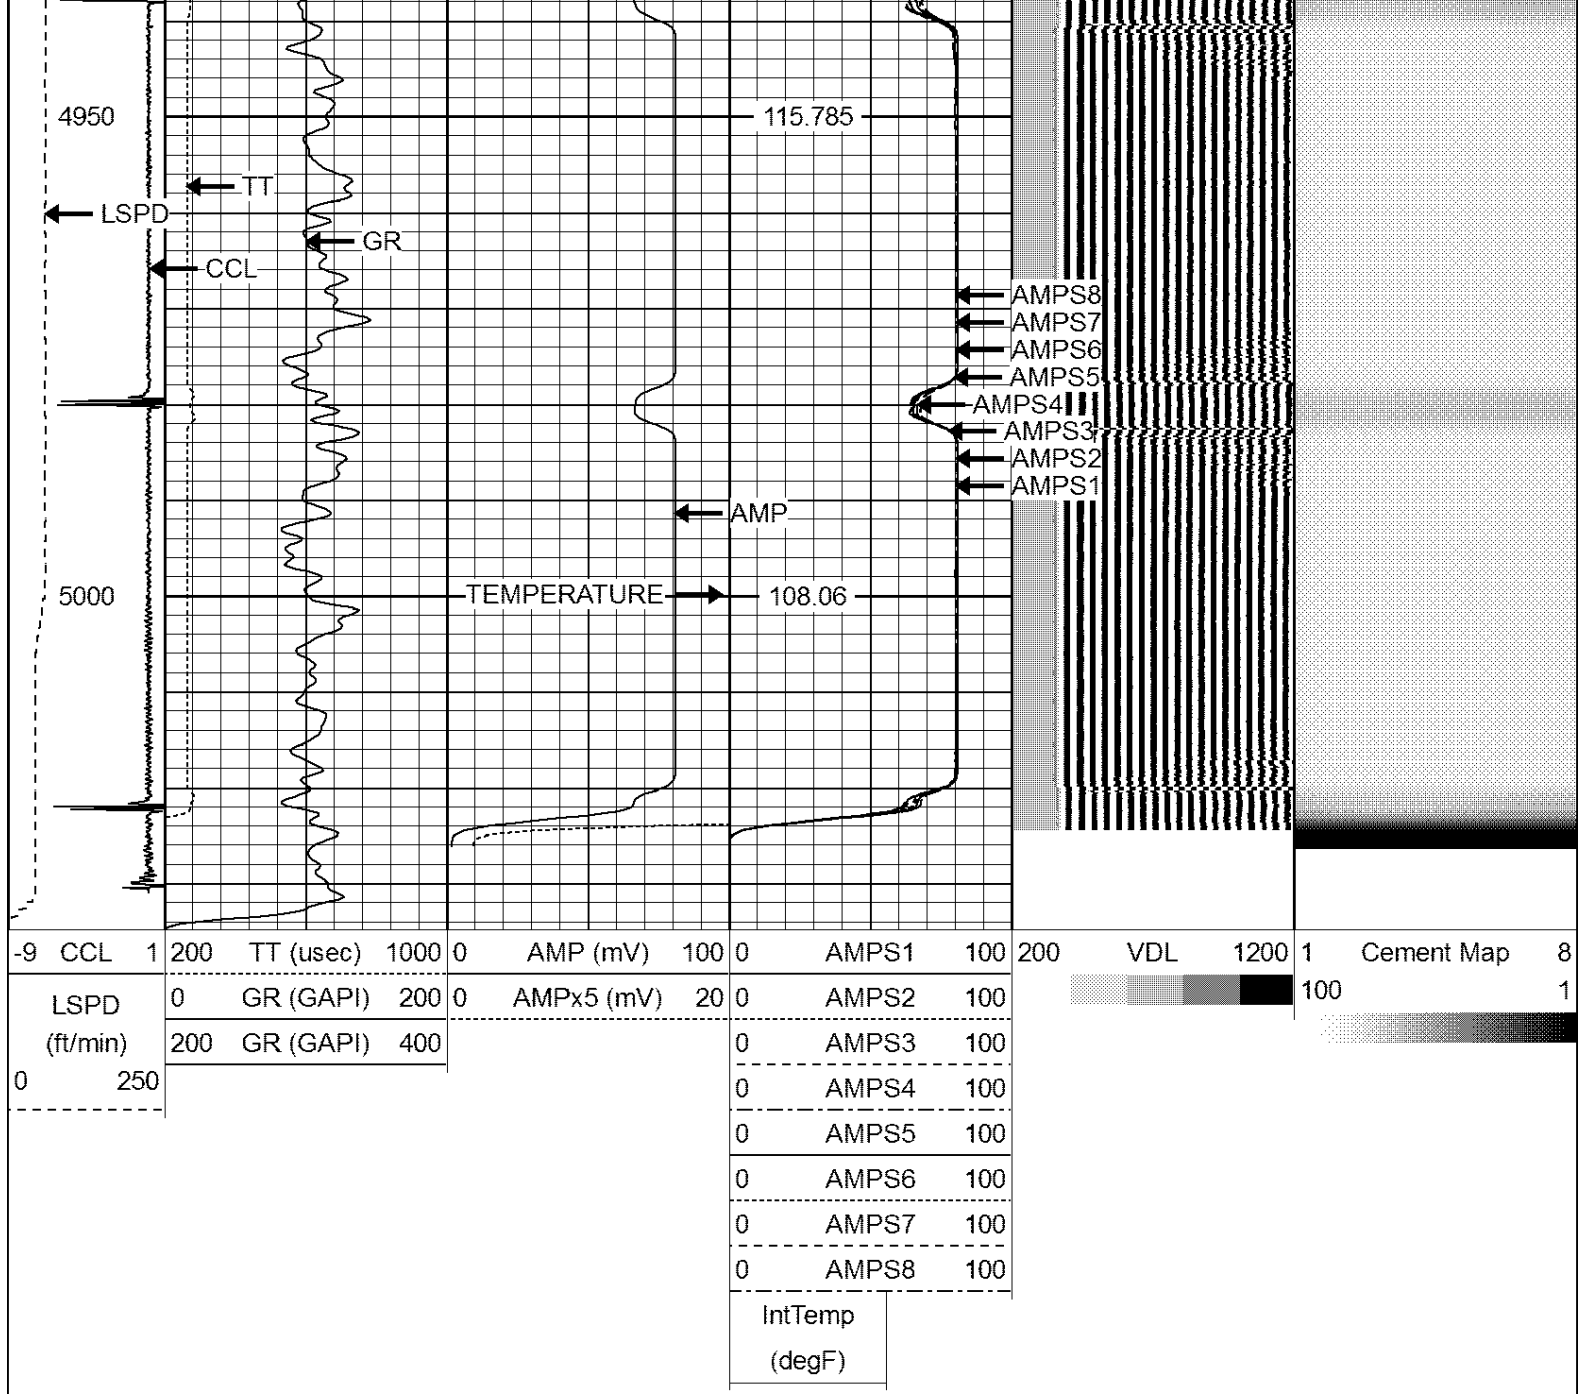 4950
115.785
TT
LSPD
GR
CCL
AMPS8
AMPS7
AMPS6
AMPS5
AMPS4
AMPS3
AMPS2
AMPS1
AMP
5000
TEMPERATURE
108.06
-9 CCL 1
LSPD
(ft/min)
0 250
200 TT (usec) 1000
0 GR (GAPI) 200
200 GR (GAPI) 400
0 AMP (mV) 100
0 AMPx5 (mV) 20
0 AMPS1 100
0 AMPS2 100
0 AMPS3 100
0 AMPS4 100
0 AMPS5 100
0 AMPS6 100
0 AMPS7 100
0 AMPS8 100
IntTemp
(degF)
200 VDL 1200
1 Cement Map 8
100 1